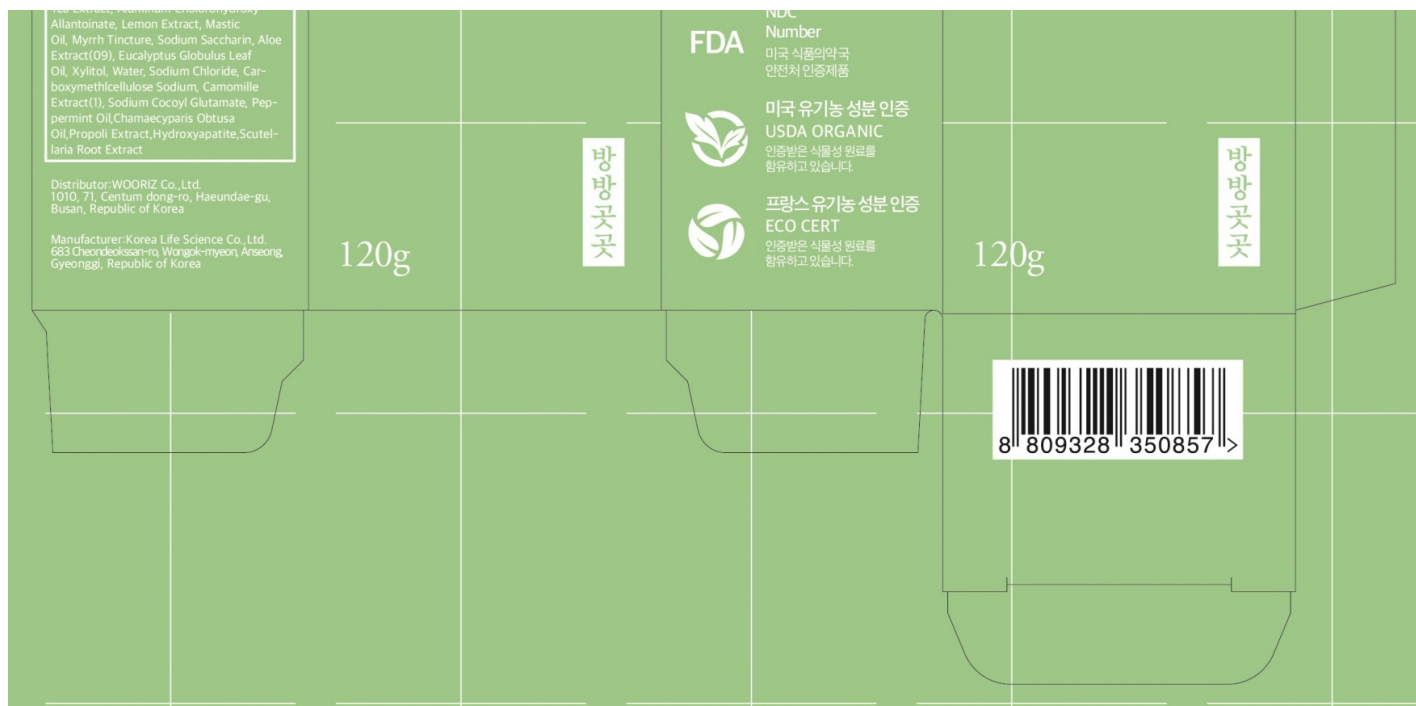 Tea Extract, Aluminum Chlorohydroxy
Allantoinate, Lemon Extract, Mastic
Oil, Myrrh Tincture, Sodium Saccharin, Aloe
Extract(09), Eucalyptus Globulus Leaf
Oil, Xylitol, Water, Sodium Chloride, Car-
boxymethlcellulose Sodium, Camomille
Extract(1), Sodium Cocoyl Glutamate, Pep-
permint Oil,Chamaecyparis Obtusa
Oil,Propoli Extract,Hydroxyapatite,Scutel-
laria Root Extract
Distributor:WOORIZ Co.,Ltd.
1010, 71, Centum dong-ro, Haeundae-gu,
Busan, Republic of Korea
Manufacturer:Korea Life Science Co.,Ltd.
683 Cheondeokssan-ro, Wongok-myeon, Anseong,
Gyeonggi, Republic of Korea
120g
방방곳곳
FDA
NDC
Number
미국 식품의약국
안전처 인증제품
미국 유기농 성분 인증
USDA ORGANIC
인증받은 식물성 원료를
함유하고 있습니다.
프랑스 유기농 성분 인증
ECO CERT
인증받은 식물성 원료를
함유하고 있습니다.
120g
방방곳곳
8 809328 350857 >